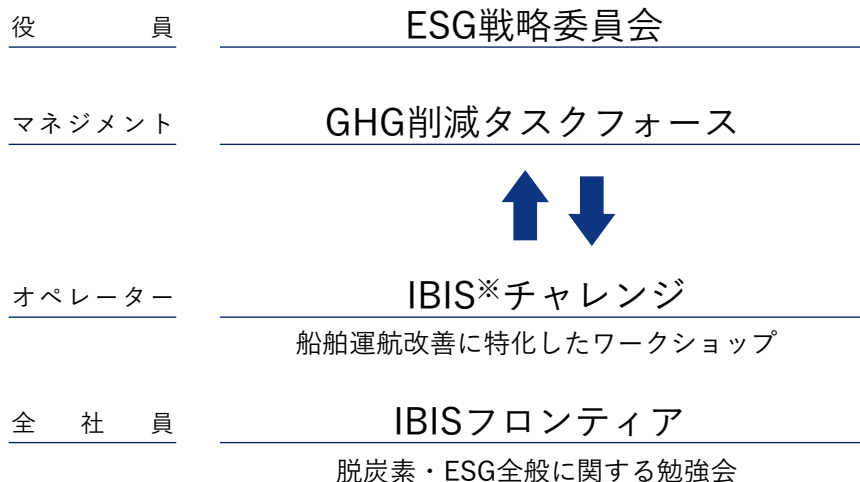 役員 ESG戦略委員会
マネジメント GHG削減タスクフォース
オペレーター IBIS※チャレンジ
船舶運航改善に特化したワークショップ
全社員 IBISフロンティア
脱炭素・ESG全般に関する勉強会